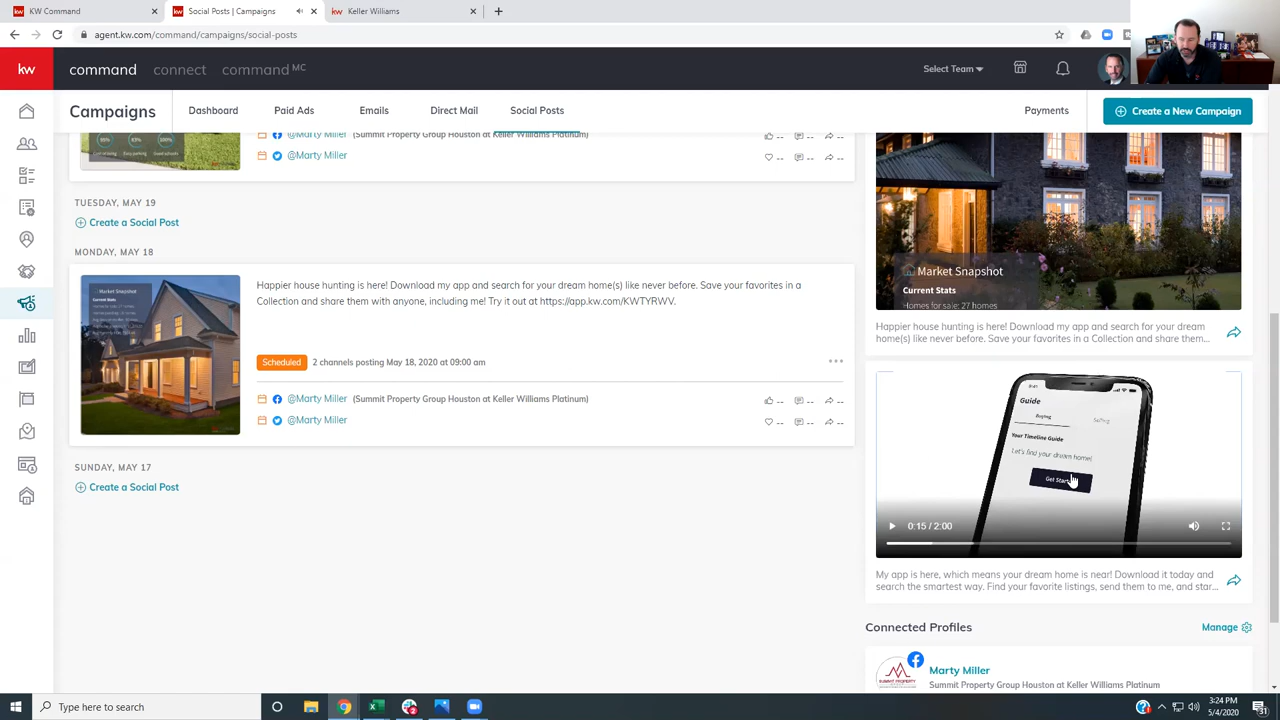 KW Command
Social Posts | Campaigns
Keller Williams
agent.kw.com/command/campaigns/social-posts
kw
command
connect
command MC
Select Team
Campaigns
Dashboard
Paid Ads
Emails
Direct Mail
Social Posts
Payments
Create a New Campaign
@Marty Miller (Summit Property Group Houston at Keller Williams Platinum)
@Marty Miller
TUESDAY, MAY 19
Create a Social Post
MONDAY, MAY 18
Market Snapshot
Current Stats
Happier house hunting is here! Download my app and search for your dream home(s) like never before. Save your favorites in a
Collection and share them with anyone, including me! Try it out at https://app.kw.com/KWTYRWV.
Scheduled
2 channels posting May 18, 2020 at 09:00 am
@Marty Miller (Summit Property Group Houston at Keller Williams Platinum)
@Marty Miller
SUNDAY, MAY 17
Create a Social Post
Market Snapshot
Current Stats
Homes for sale: 27 homes
Happier house hunting is here! Download my app and search for your dream
home(s) like never before. Save your favorites in a Collection and share them...
Guide
Buying
Selling
Your Timeline Guide
Let's find your dream home!
0:15 / 2:00
My app is here, which means your dream home is near! Download it today and
search the smartest way. Find your favorite listings, send them to me, and star...
Connected Profiles
Manage
Marty Miller
Summit Property Group Houston at Keller Williams Platinum
Type here to search
3:24 PM
5/4/2020